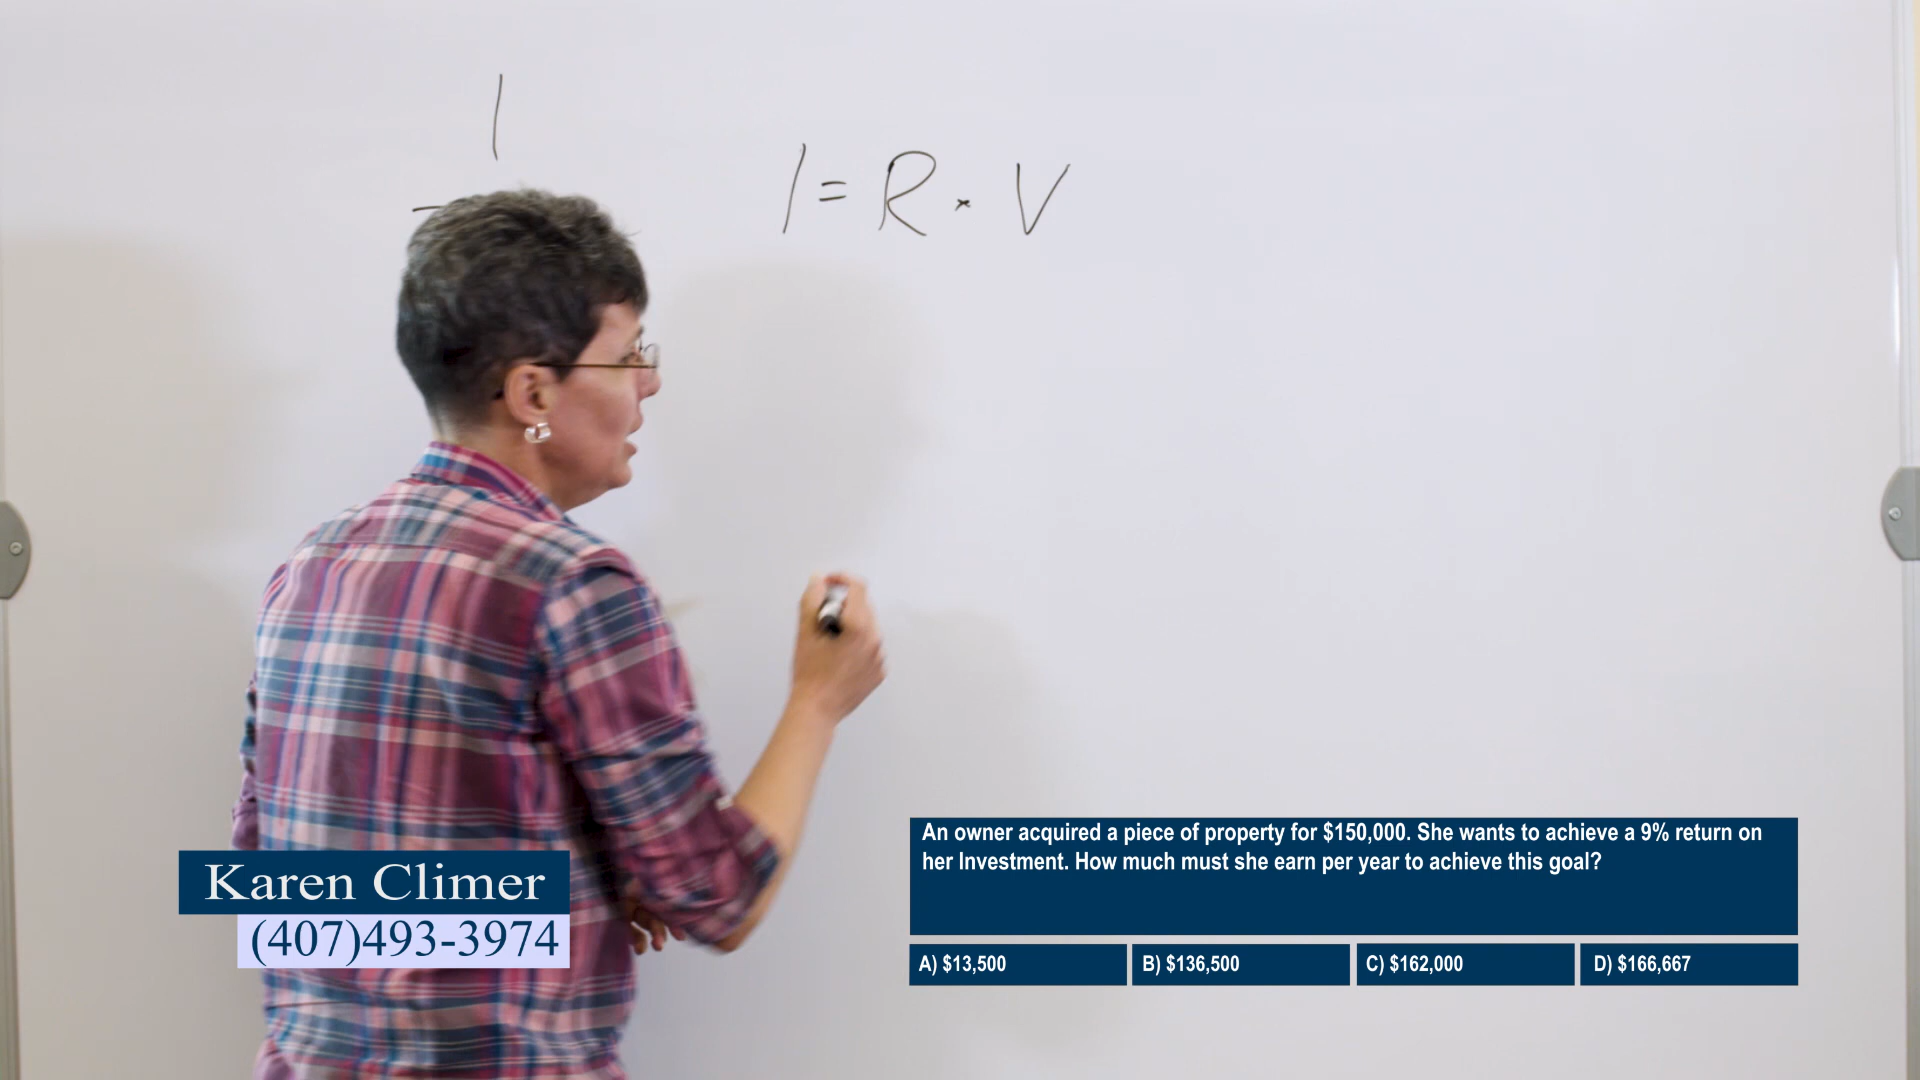 I
I = R · V
An owner acquired a piece of property for $150,000. She wants to achieve a 9% return on
her Investment. How much must she earn per year to achieve this goal?
Karen Climer
(407)493-3974
A) $13,500
B) $136,500
C) $162,000
D) $166,667